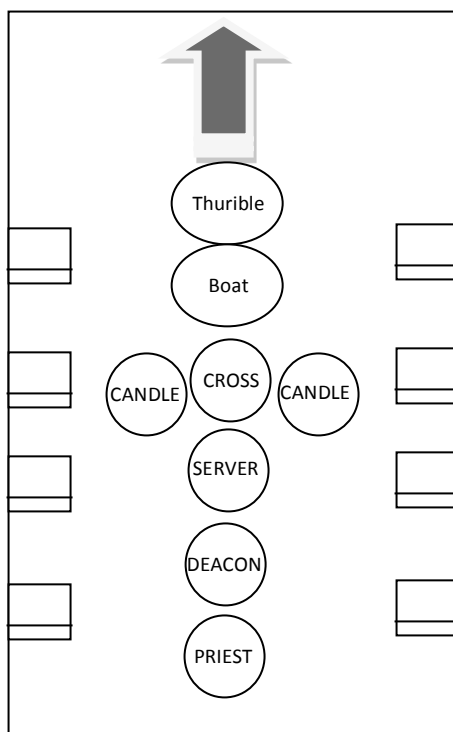 Thurible
Boat
CANDLE CROSS CANDLE
SERVER
DEACON
PRIEST